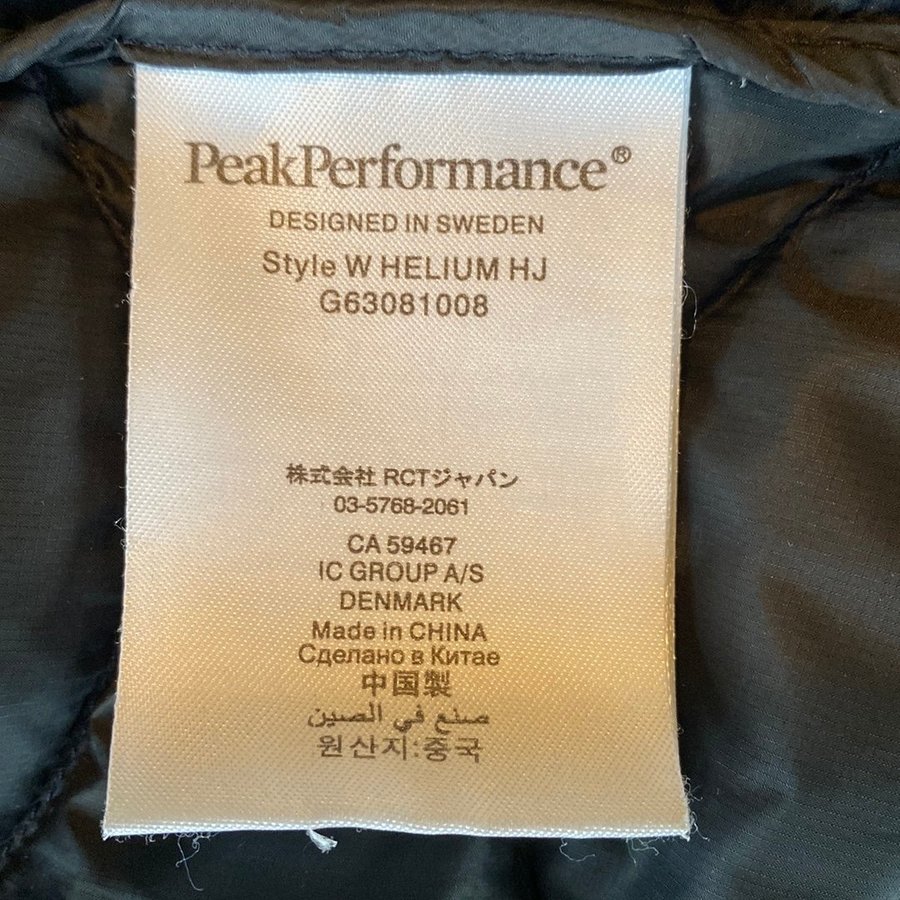 PeakPerformance®
DESIGNED IN SWEDEN
Style W HELIUM HJ
G63081008
株式会社 RCTジャパン
03-5768-2061
CA 59467
IC GROUP A/S
DENMARK
Made in CHINA
Сделано в Китае
中国製
صنع في الصين
원산지:중국